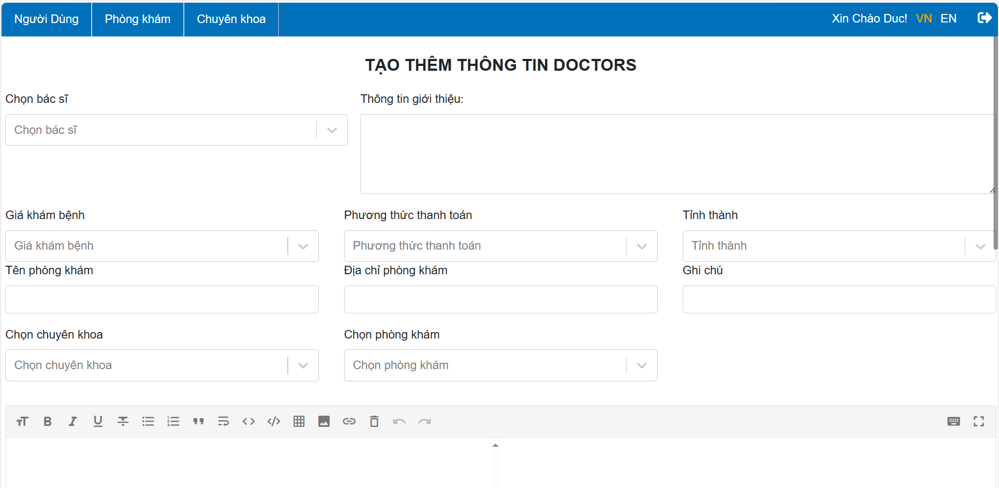 Người Dùng Phòng khám Chuyên khoa Xin Chào Duc! VN EN
TẠO THÊM THÔNG TIN DOCTORS
Chọn bác sĩ Thông tin giới thiệu:
Chọn bác sĩ
Giá khám bệnh Phương thức thanh toán Tỉnh thành
Giá khám bệnh Phương thức thanh toán Tỉnh thành
Tên phòng khám Địa chỉ phòng khám Ghi chú
Chọn chuyên khoa Chọn phòng khám
Chọn chuyên khoa Chọn phòng khám